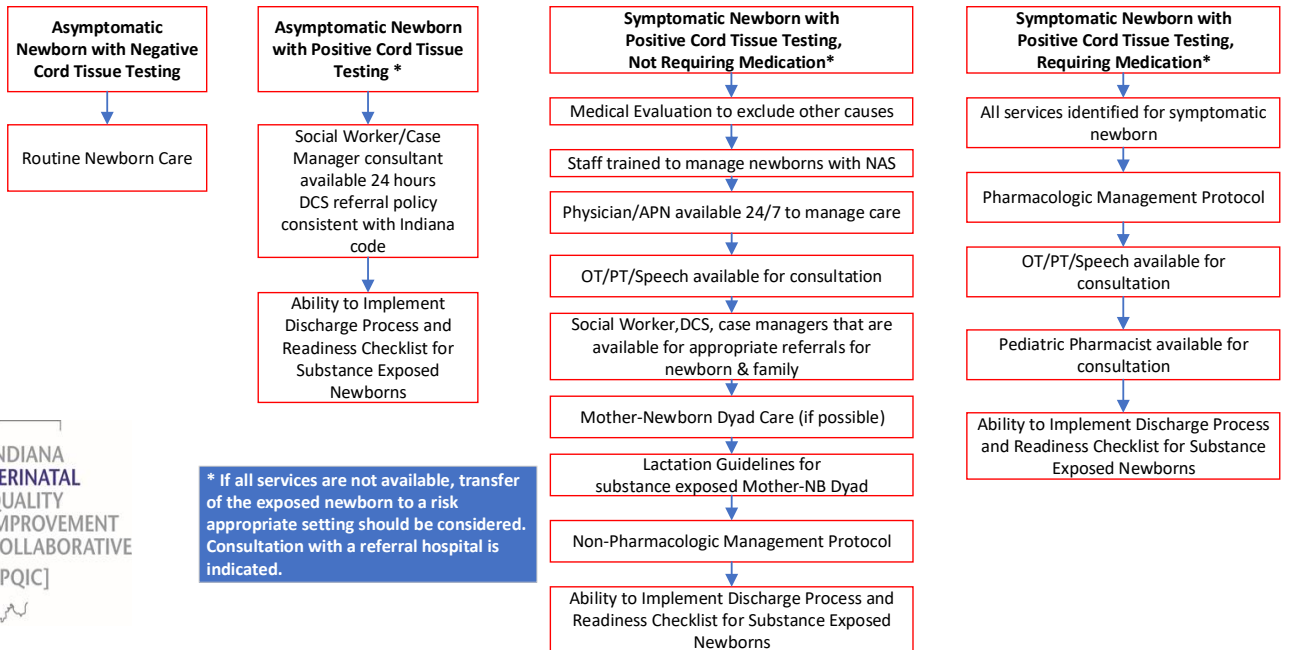 Asymptomatic
Newborn with Negative
Cord Tissue Testing
Routine Newborn Care
Asymptomatic Newborn
with Positive Cord Tissue
Testing *
Social Worker/Case
Manager consultant
available 24 hours
DCS referral policy
consistent with Indiana
code
Ability to Implement
Discharge Process and
Readiness Checklist for
Substance Exposed
Newborns
Symptomatic Newborn with
Positive Cord Tissue Testing,
Not Requiring Medication*
Medical Evaluation to exclude other causes
Staff trained to manage newborns with NAS
Physician/APN available 24/7 to manage care
OT/PT/Speech available for consultation
Social Worker,DCS, case managers that are
available for appropriate referrals for
newborn & family
Mother-Newborn Dyad Care (if possible)
Lactation Guidelines for
substance exposed Mother-NB Dyad
Non-Pharmacologic Management Protocol
Ability to Implement Discharge Process and
Readiness Checklist for Substance Exposed
Newborns
Symptomatic Newborn with
Positive Cord Tissue Testing,
Requiring Medication*
All services identified for symptomatic
newborn
Pharmacologic Management Protocol
OT/PT/Speech available for
consultation
Pediatric Pharmacist available for
consultation
Ability to Implement Discharge Process
and Readiness Checklist for Substance
Exposed Newborns
NDIANA
ERINATAL
UALITY
MPROVEMENT
OLLABORATIVE
PQIC]
* If all services are not available, transfer
of the exposed newborn to a risk
appropriate setting should be considered.
Consultation with a referral hospital is
indicated.